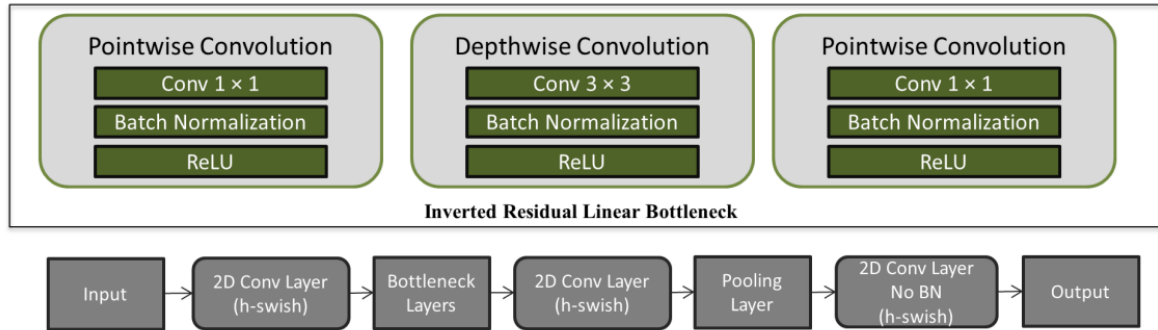 Pointwise Convolution
Conv 1 × 1
Batch Normalization
ReLU
Depthwise Convolution
Conv 3 × 3
Batch Normalization
ReLU
Pointwise Convolution
Conv 1 × 1
Batch Normalization
ReLU
Inverted Residual Linear Bottleneck
Input
2D Conv Layer
(h-swish)
Bottleneck
Layers
2D Conv Layer
(h-swish)
Pooling
Layer
2D Conv Layer
No BN
(h-swish)
Output